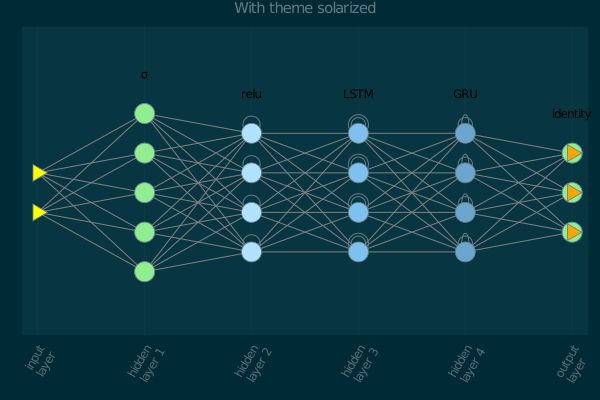 With theme solarized
σ
relu
LSTM
GRU
identity
input
layer
hidden
layer 1
hidden
layer 2
hidden
layer 3
hidden
layer 4
output
layer